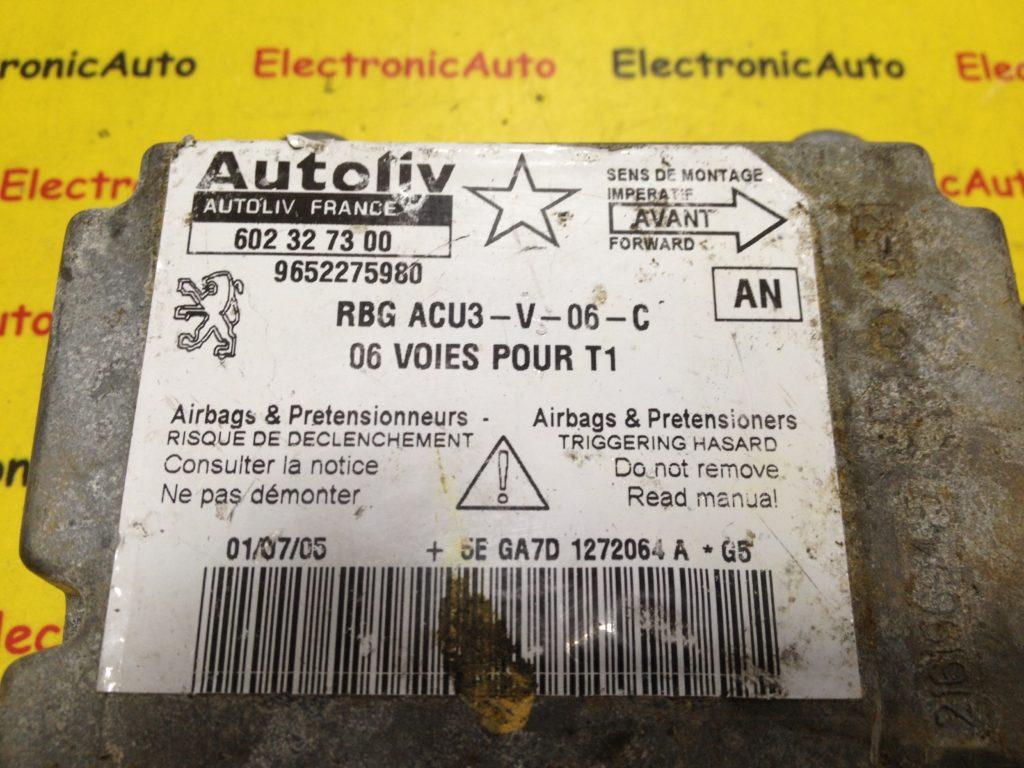 ronicAuto ElectronicAuto ElectronicAuto E
Electro
Autoliv
AUTOLIV FRANCE
602 32 73 00
9652275980
SENS DE MONTAGE
IMPERATIF
AVANT
FORWARD
AN
RBG ACU3-V-06-C
06 VOIES POUR T1
Airbags & Pretensionneurs -
RISQUE DE DECLENCHEMENT
Consulter la notice
Ne pas démonter
Airbags & Pretensioners
TRIGGERING HASARD
Do not remove
Read manual
01/07/05 + 5E GA7D 1272064 A * G5
Elec